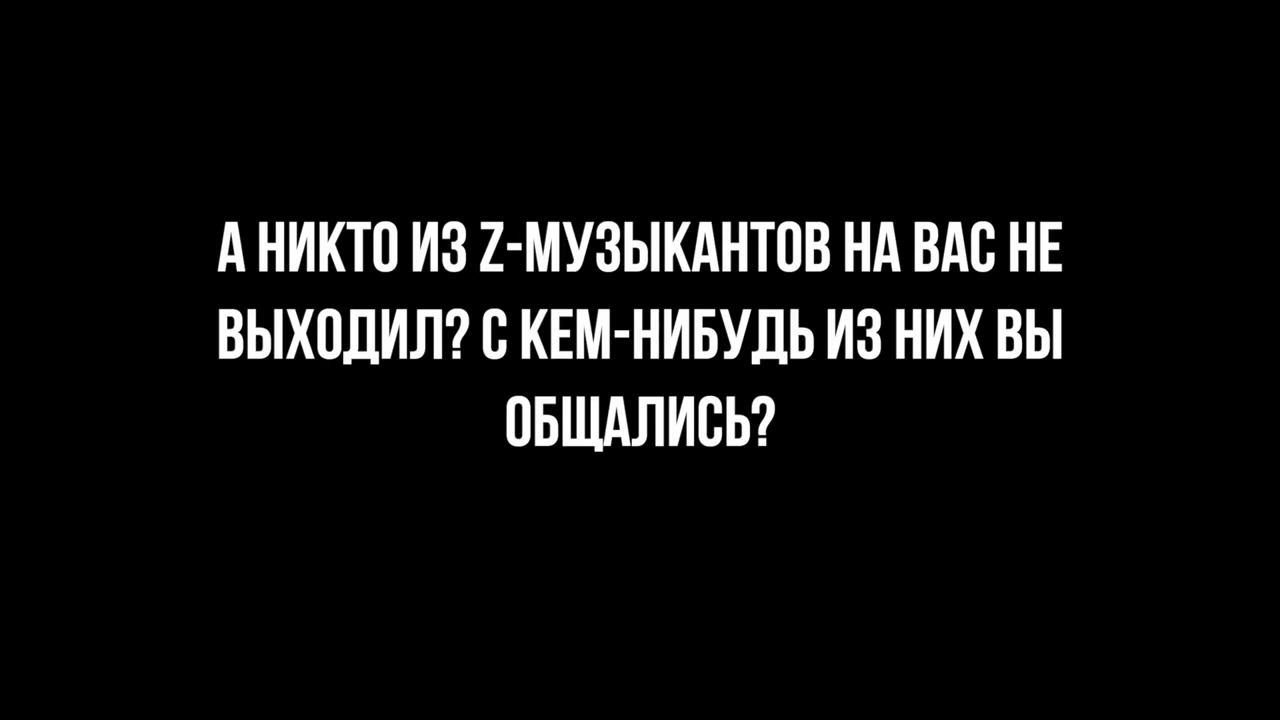 А НИКТО ИЗ Z-МУЗЫКАНТОВ НА ВАС НЕ
ВЫХОДИЛ? С КЕМ-НИБУДЬ ИЗ НИХ ВЫ
ОБЩАЛИСЬ?